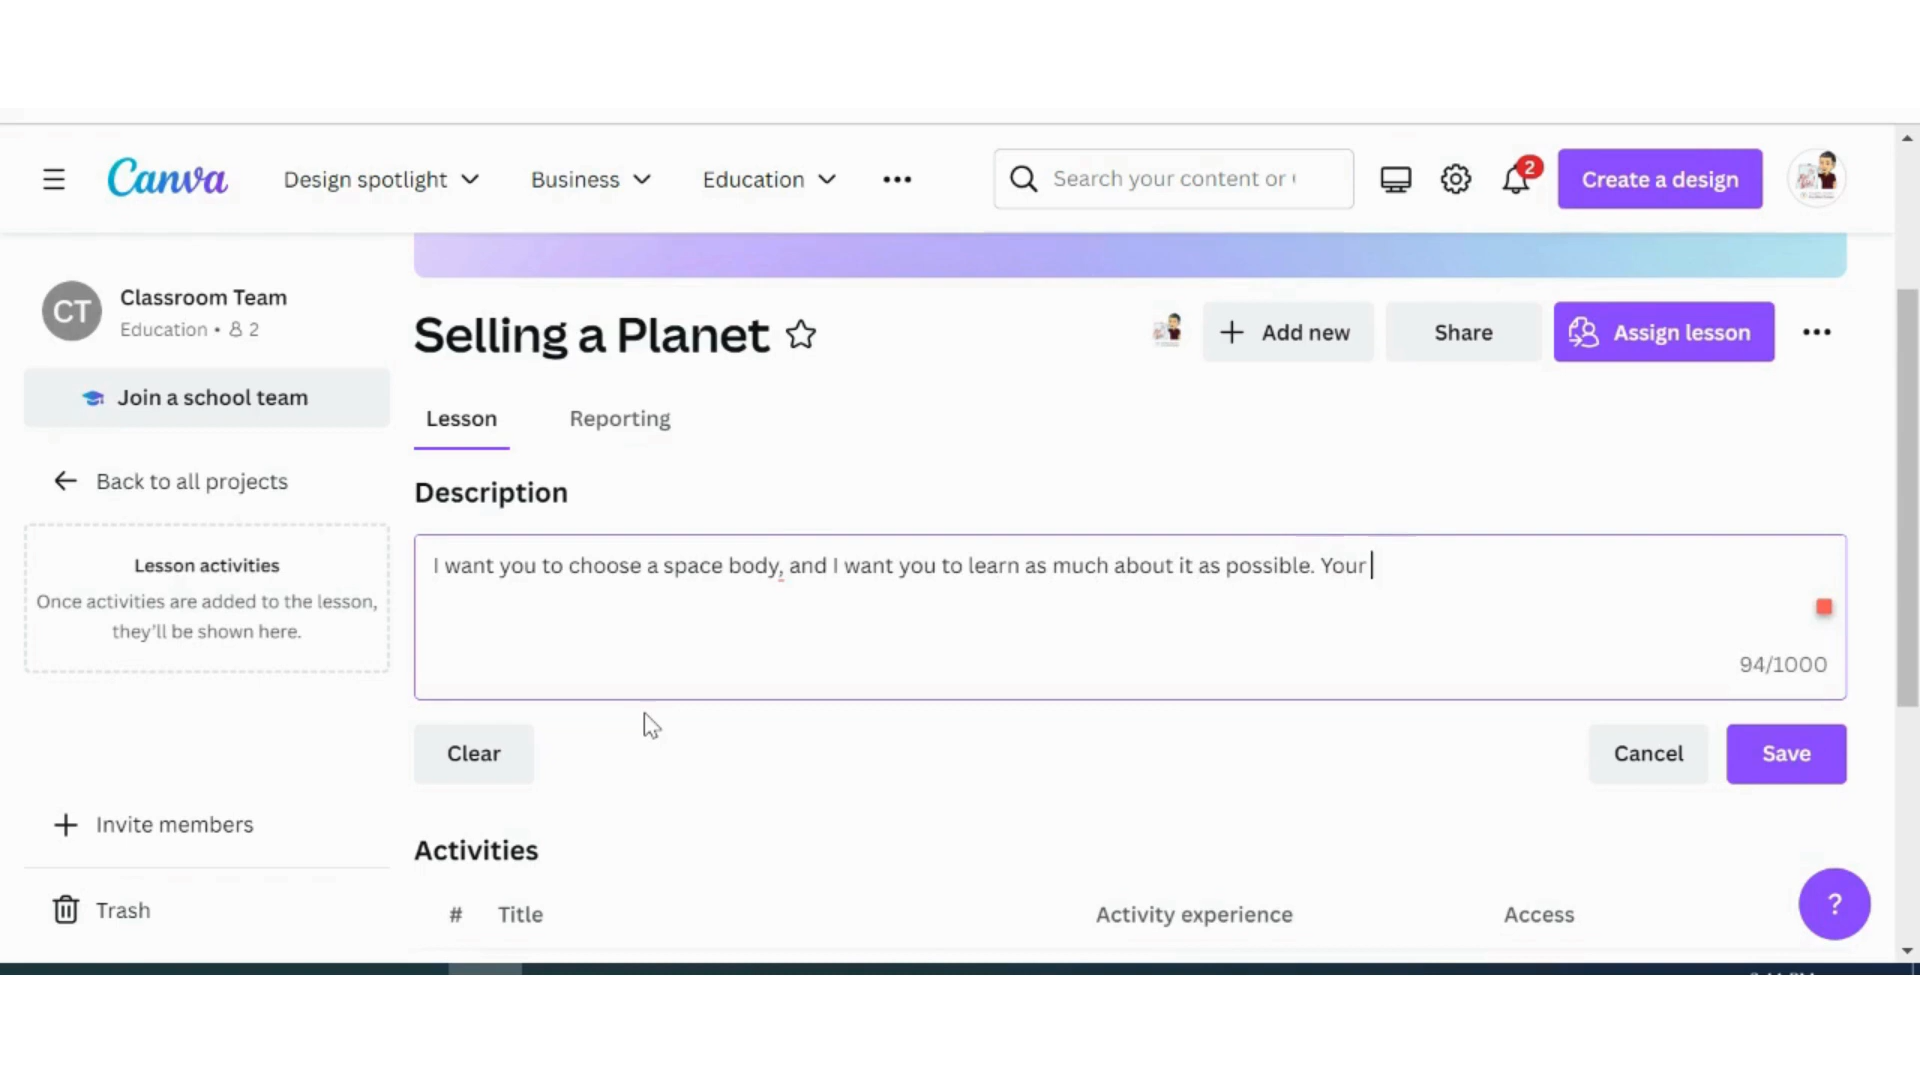 Canva
Design spotlight
Business
Education
Search your content or
2
Create a design
CT
Classroom Team
Education • 2
Join a school team
Back to all projects
Lesson activities
Once activities are added to the lesson,
they'll be shown here.
Invite members
Trash
Selling a Planet
Add new
Share
Assign lesson
Lesson
Reporting
Description
I want you to choose a space body, and I want you to learn as much about it as possible. Your
94/1000
Clear
Cancel
Save
Activities
# Title
Activity experience
Access
?